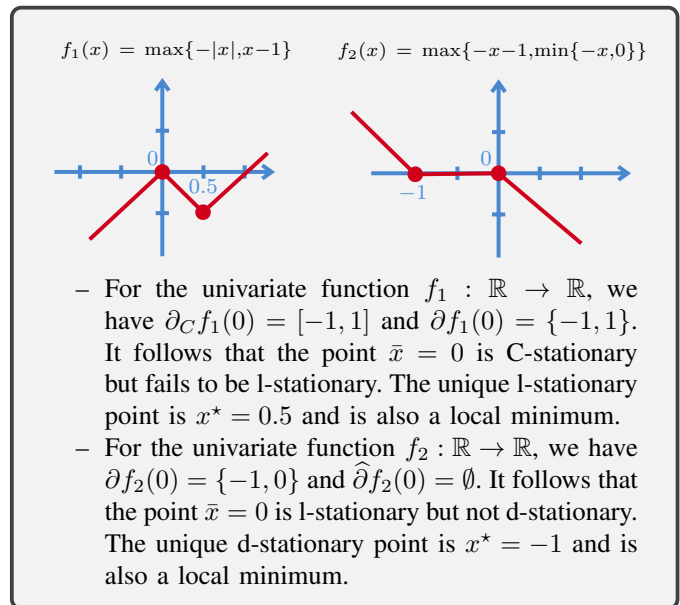 f₁(x) = max{−|x|,x−1}
f₂(x) = max{−x−1,min{−x,0}}
0
0.5
0
−1
– For the univariate function f₁ : ℝ → ℝ, we
have ∂_C f₁(0) = [−1, 1] and ∂f₁(0) = {−1, 1}.
It follows that the point x̄ = 0 is C-stationary
but fails to be l-stationary. The unique l-stationary
point is x⋆ = 0.5 and is also a local minimum.
– For the univariate function f₂ : ℝ → ℝ, we have
∂f₂(0) = {−1, 0} and ∂̂f₂(0) = ∅. It follows that
the point x̄ = 0 is l-stationary but not d-stationary.
The unique d-stationary point is x⋆ = −1 and is
also a local minimum.